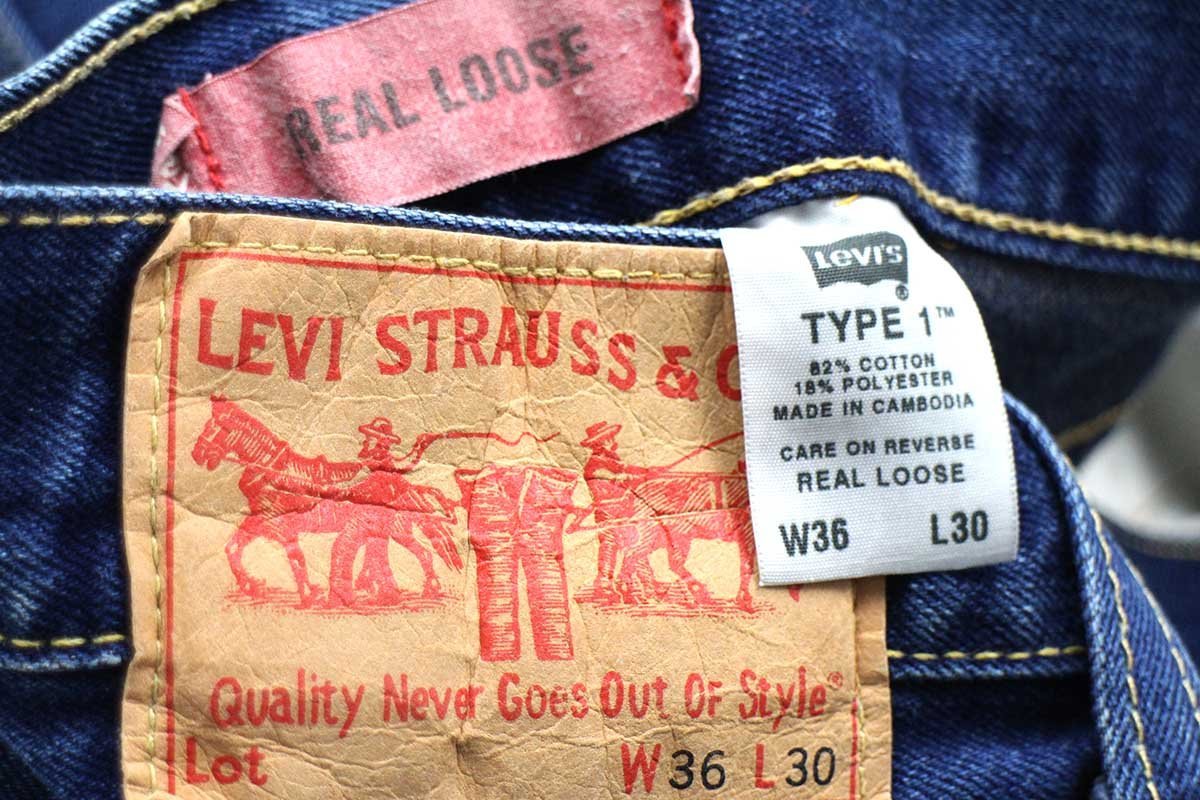 REAL LOOSE
LEVI STRAUSS &
Quality Never Goes Out Of Style®
Lot
W36 L30
Levi's
®
TYPE 1™
82% COTTON
18% POLYESTER
MADE IN CAMBODIA
CARE ON REVERSE
REAL LOOSE
W36 L30